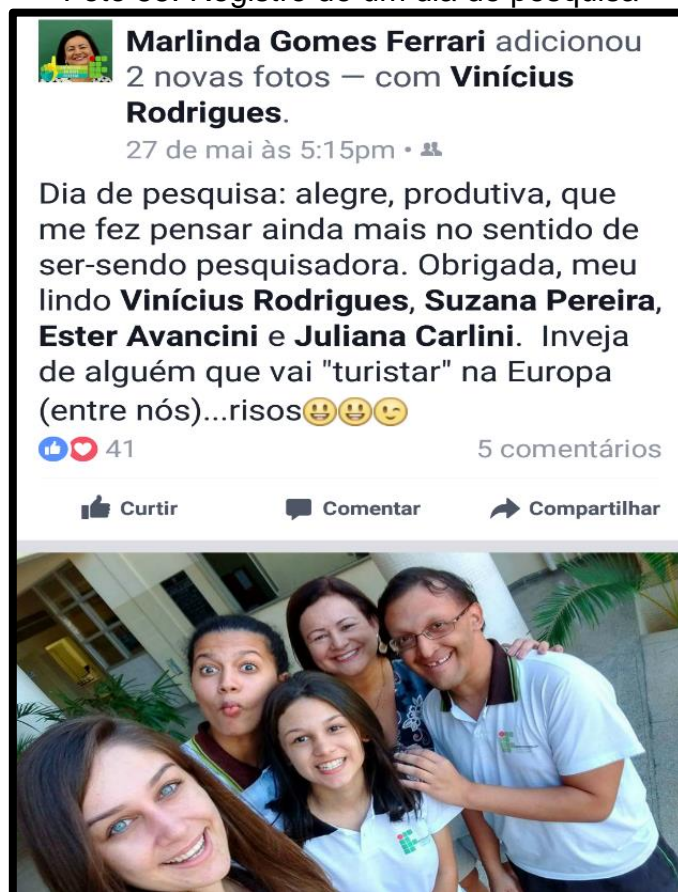 Marlinda Gomes Ferrari adicionou
2 novas fotos — com Vinícius
Rodrigues.
27 de mai às 5:15pm •
Dia de pesquisa: alegre, produtiva, que
me fez pensar ainda mais no sentido de
ser-sendo pesquisadora. Obrigada, meu
lindo Vinícius Rodrigues, Suzana Pereira,
Ester Avancini e Juliana Carlini. Inveja
de alguém que vai "turistar" na Europa
(entre nós)...risos😃😃😉
41 5 comentários
Curtir Comentar Compartilhar